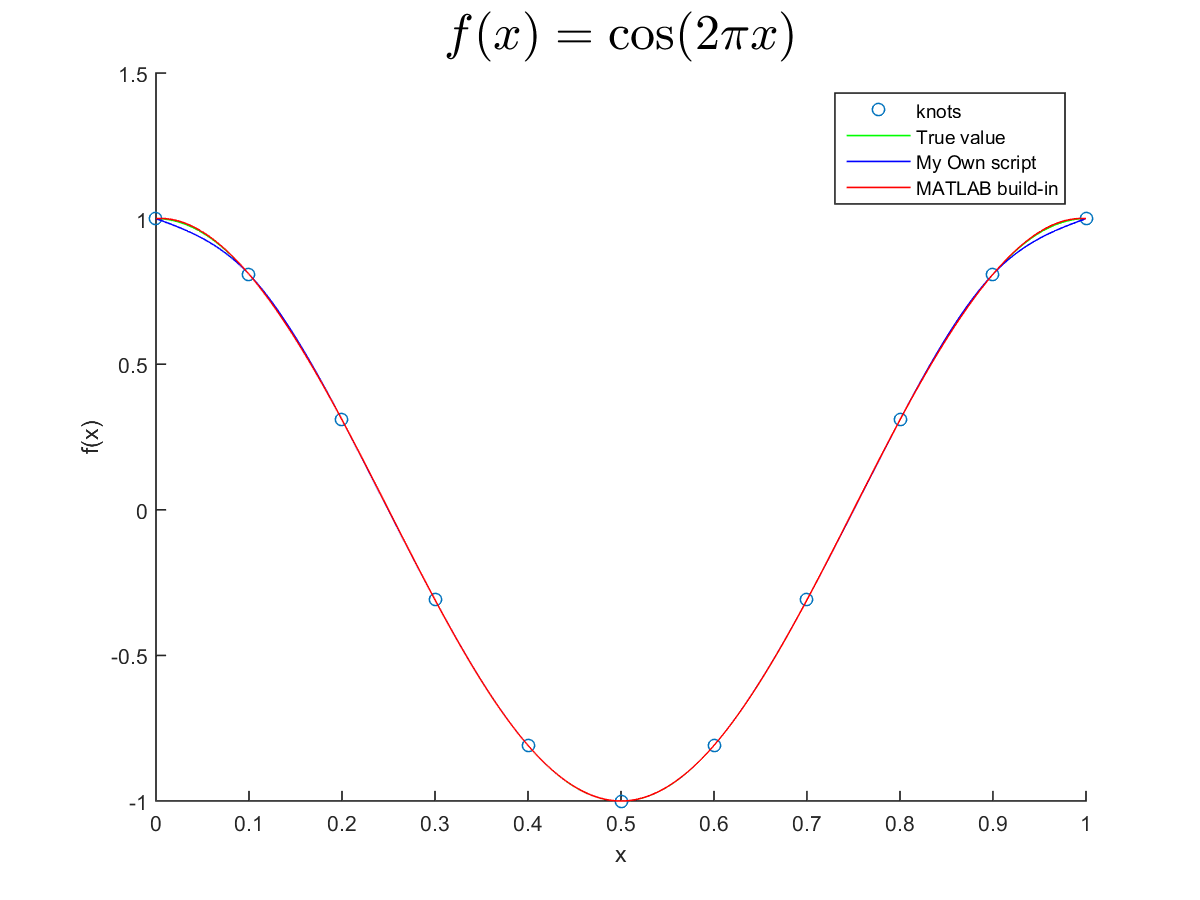 f(x) = cos(2πx)
1.5
1
0.5
0
-0.5
-1
f(x)
knots
True value
My Own script
MATLAB build-in
0 0.1 0.2 0.3 0.4 0.5 0.6 0.7 0.8 0.9 1
x